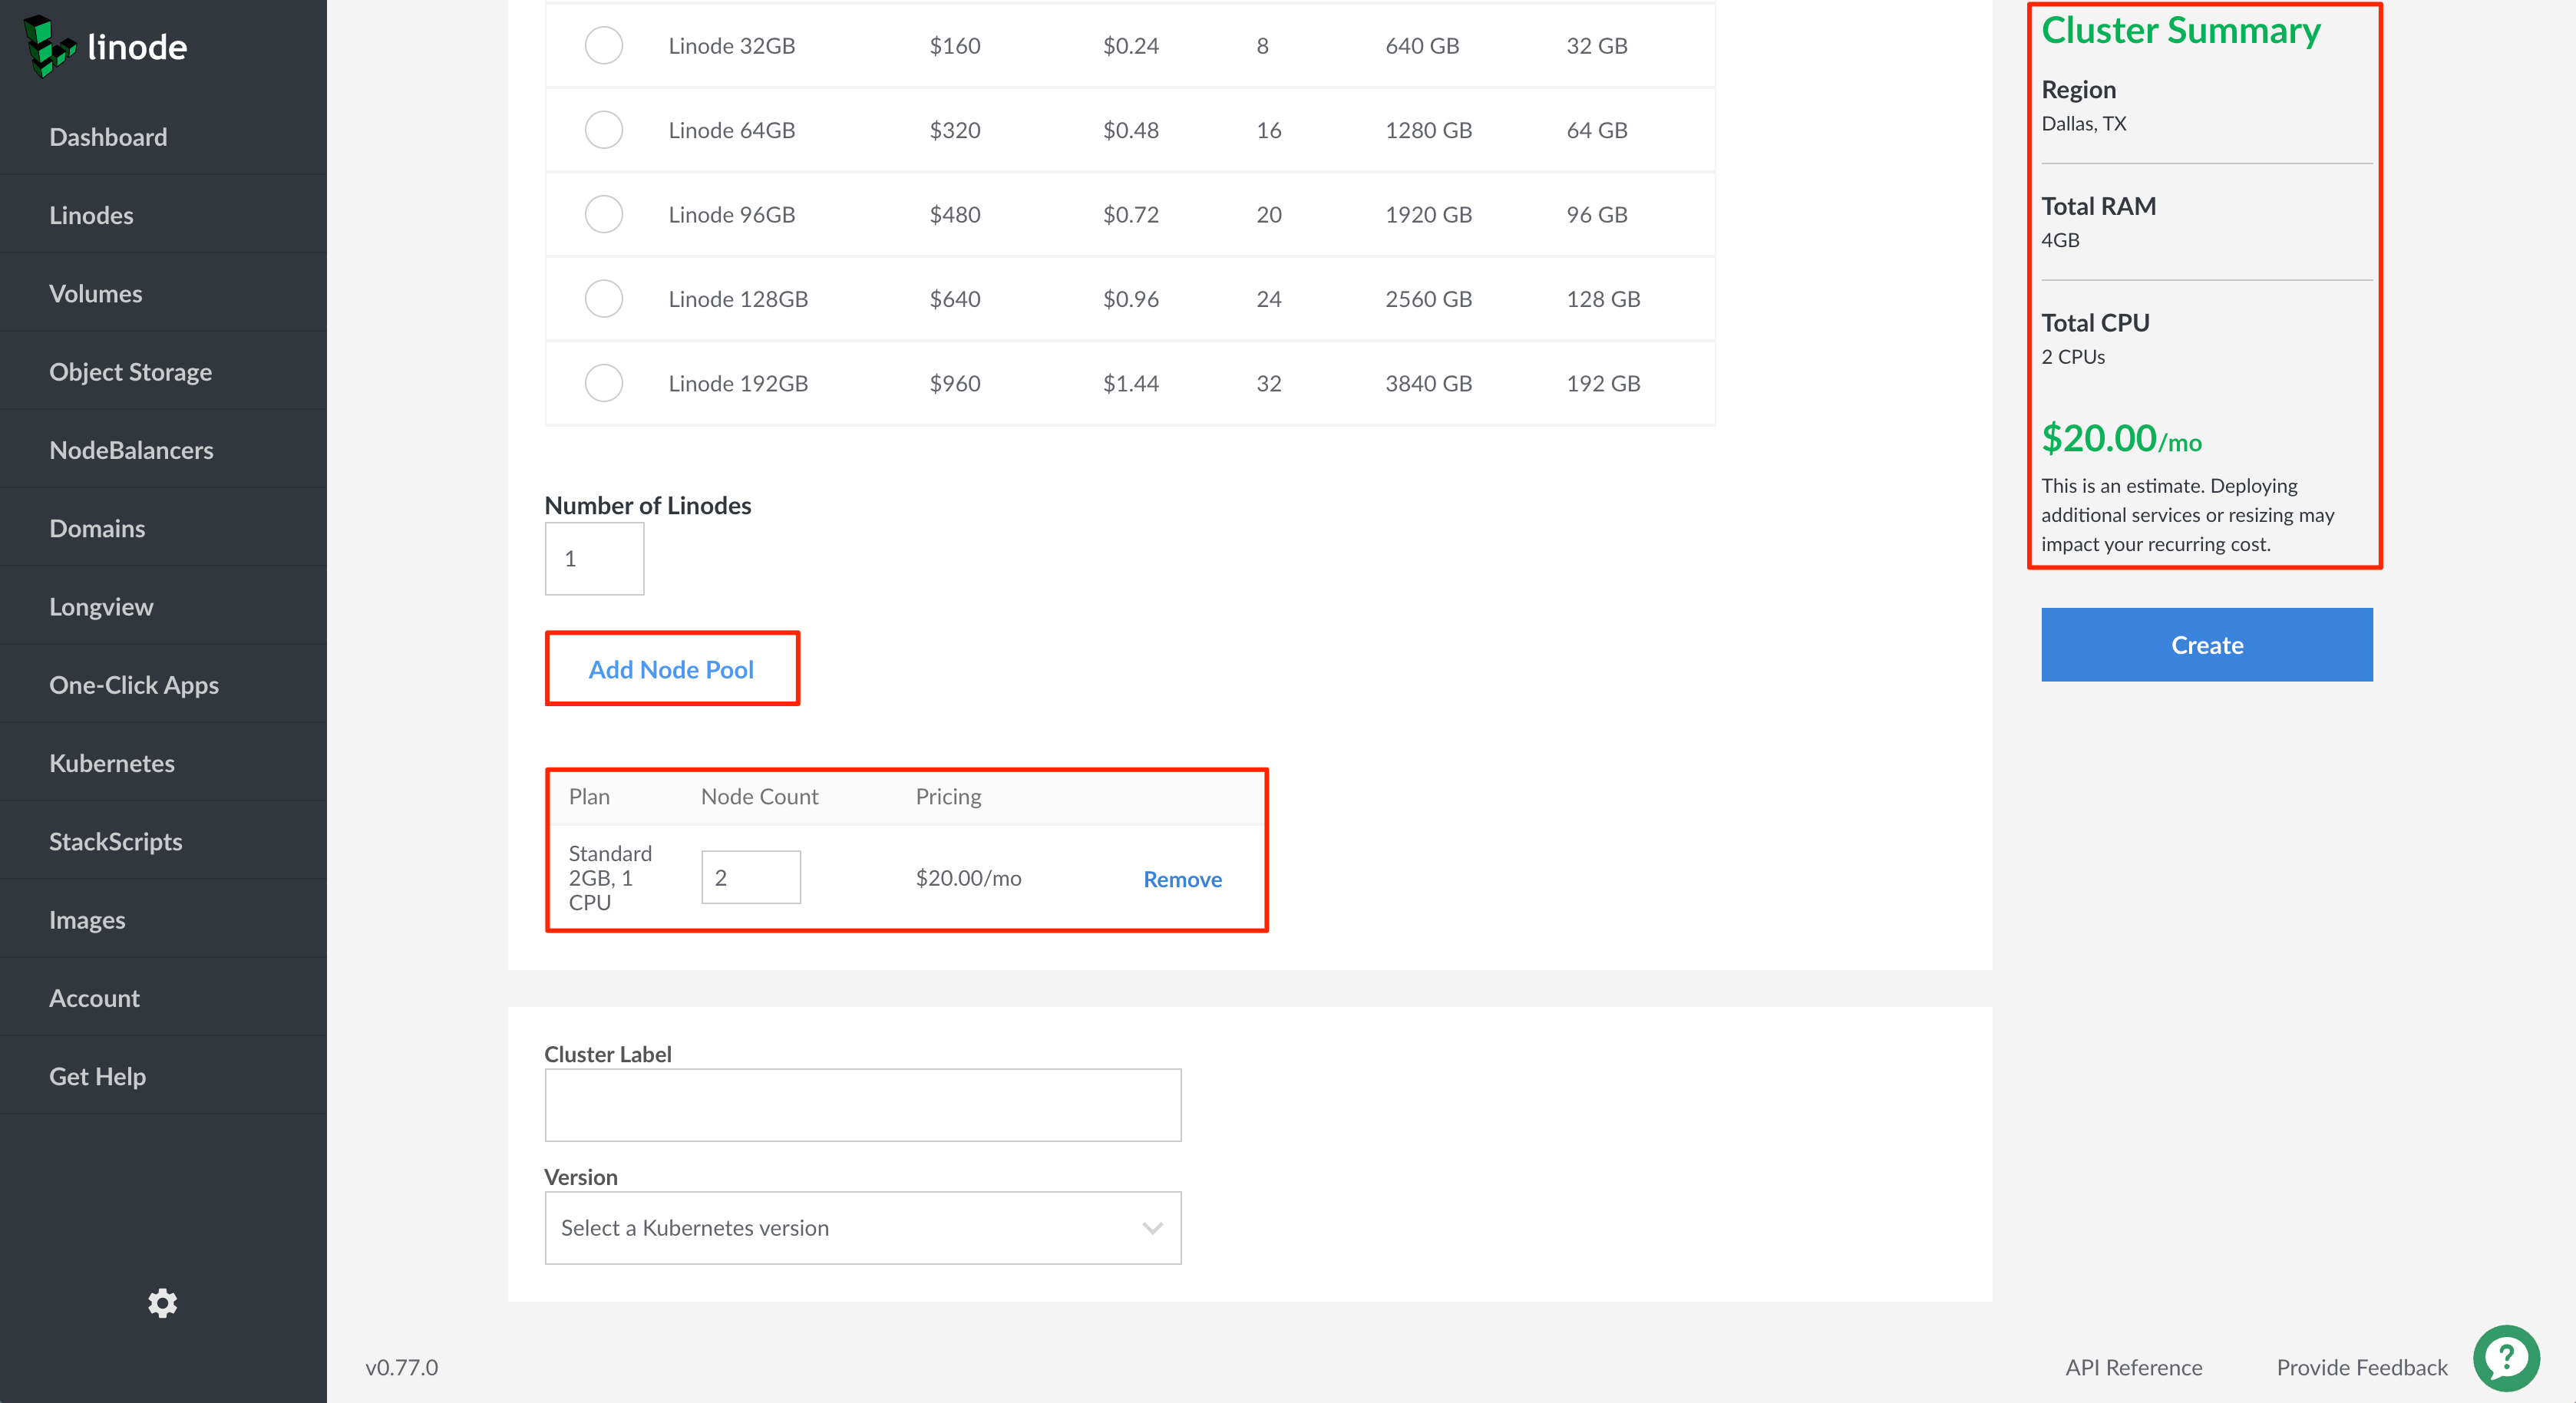 linode
Dashboard
Linodes
Volumes
Object Storage
NodeBalancers
Domains
Longview
One-Click Apps
Kubernetes
StackScripts
Images
Account
Get Help
Linode 32GB $160 $0.24 8 640 GB 32 GB
Linode 64GB $320 $0.48 16 1280 GB 64 GB
Linode 96GB $480 $0.72 20 1920 GB 96 GB
Linode 128GB $640 $0.96 24 2560 GB 128 GB
Linode 192GB $960 $1.44 32 3840 GB 192 GB
Number of Linodes
1
Add Node Pool
Plan Node Count Pricing
Standard
2GB, 1
CPU
2 $20.00/mo Remove
Cluster Label
Version
Select a Kubernetes version
Cluster Summary
Region
Dallas, TX
Total RAM
4GB
Total CPU
2 CPUs
$20.00/mo
This is an estimate. Deploying
additional services or resizing may
impact your recurring cost.
Create
v0.77.0
API Reference Provide Feedback
?